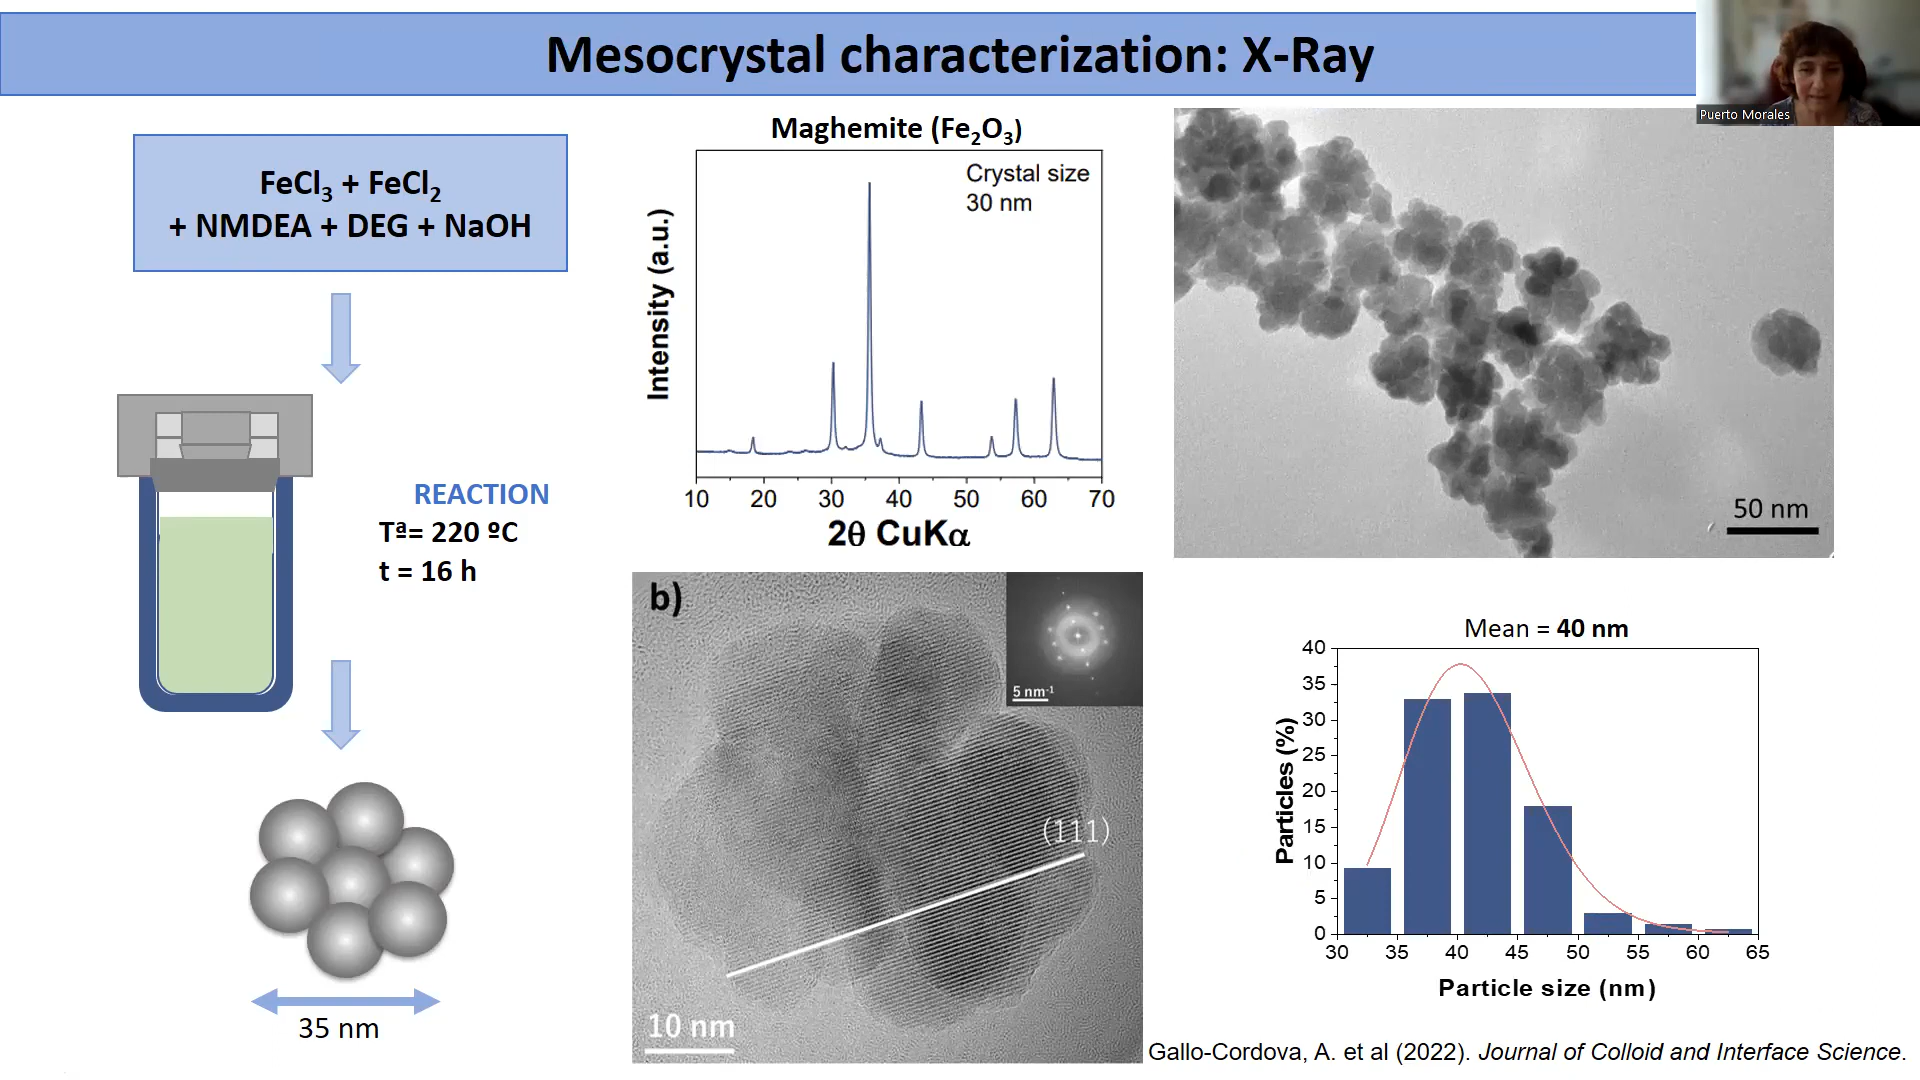 Mesocrystal characterization: X-Ray
Puerto Morales
FeCl₃ + FeCl₂
+ NMDEA + DEG + NaOH
REACTION
Tª= 220 ºC
t = 16 h
35 nm
Maghemite (Fe₂O₃)
Crystal size
30 nm
Intensity (a.u.)
10 20 30 40 50 60 70
2θ CuKα
50 nm
b)
5 nm⁻¹
(111)
10 nm
Mean = 40 nm
40
35
30
25
20
15
10
5
0
Particles (%)
30 35 40 45 50 55 60 65
Particle size (nm)
Gallo-Cordova, A. et al (2022). Journal of Colloid and Interface Science.